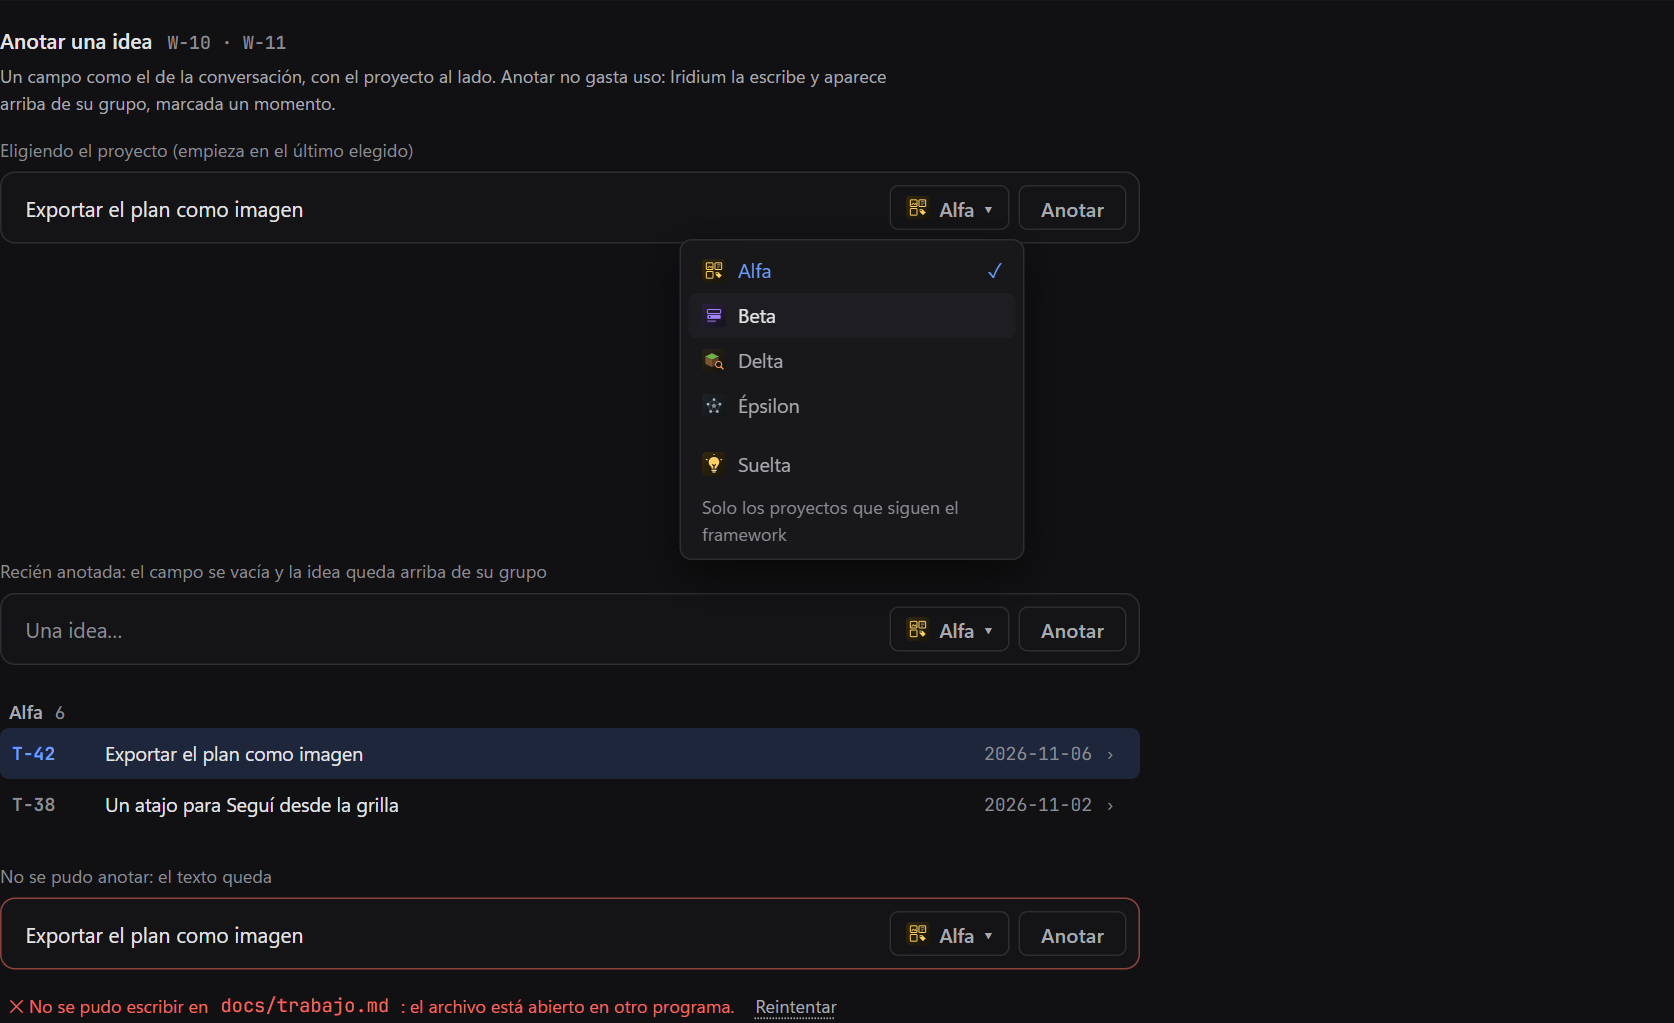 Anotar una idea W-10 · W-11
Un campo como el de la conversación, con el proyecto al lado. Anotar no gasta uso: Iridium la escribe y aparece
arriba de su grupo, marcada un momento.
Eligiendo el proyecto (empieza en el último elegido)
Exportar el plan como imagen Alfa ▾ Anotar
Alfa ✓
Beta
Delta
Épsilon
Suelta
Solo los proyectos que siguen el
framework
Recién anotada: el campo se vacía y la idea queda arriba de su grupo
Una idea... Alfa ▾ Anotar
Alfa 6
T-42 Exportar el plan como imagen 2026-11-06 ›
T-38 Un atajo para Seguí desde la grilla 2026-11-02 ›
No se pudo anotar: el texto queda
Exportar el plan como imagen Alfa ▾ Anotar
✕ No se pudo escribir en docs/trabajo.md : el archivo está abierto en otro programa. Reintentar